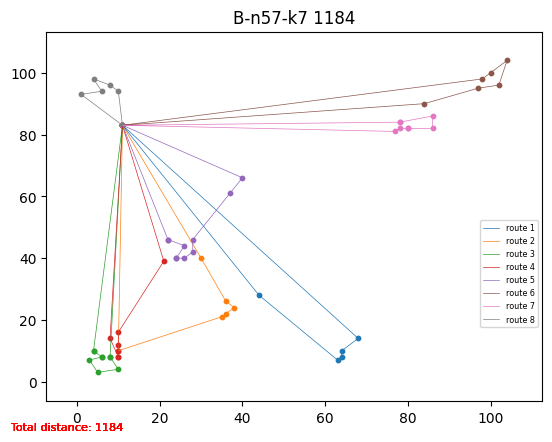 B-n57-k7 1184
100
80
60
40
20
0
0
20
40
60
80
100
route 1
route 2
route 3
route 4
route 5
route 6
route 7
route 8
Total distance: 1184